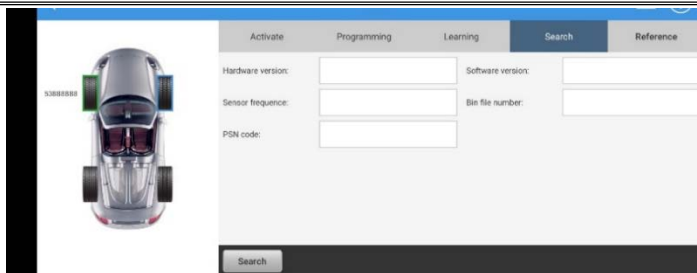 Activate Programming Learning Search Reference
Hardware version: Software version:
53888888
Sensor frequence: Bin file number:
PSN code:
Search